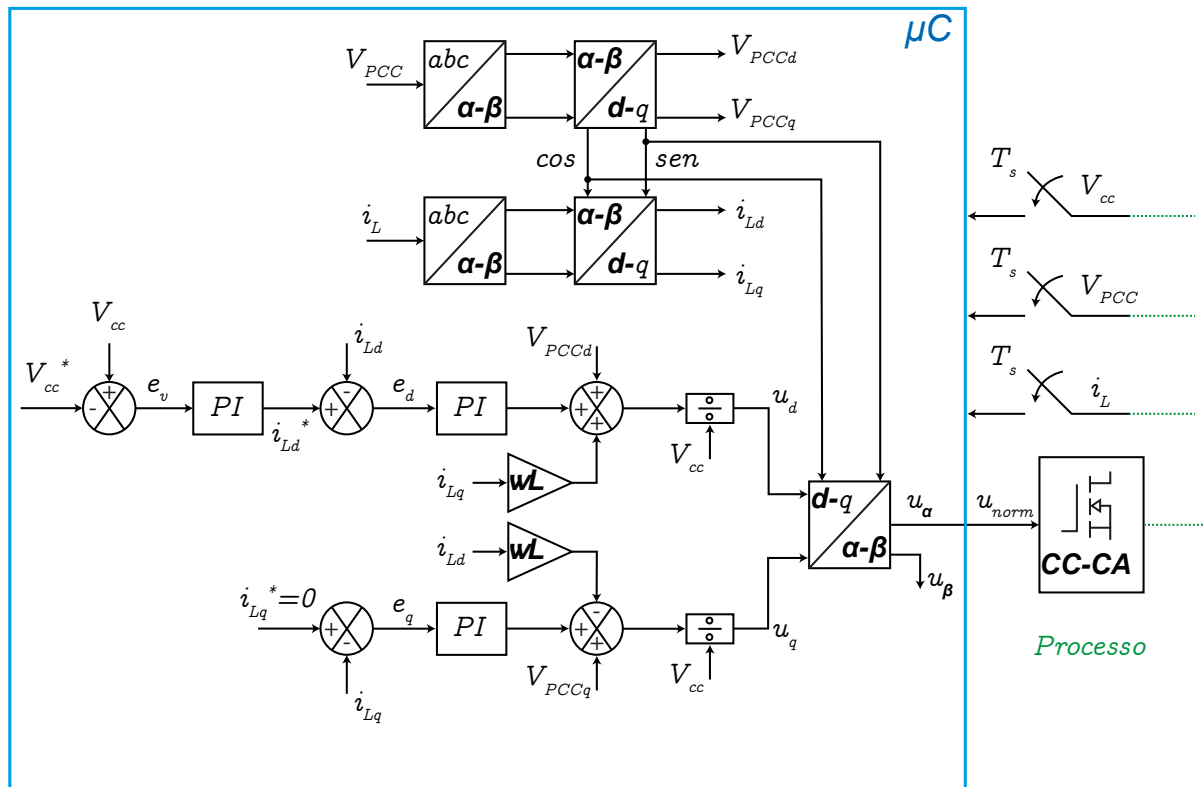 μC
V_PCC
abc
α-β
α-β
d-q
V_PCCd
V_PCCq
cos
sen
i_L
abc
α-β
α-β
d-q
i_Ld
i_Lq
T_s
V_cc
T_s
V_PCC
T_s
i_L
V_cc
V_cc*
+
-
e_v
PI
i_Ld*
i_Ld
-
+
e_d
PI
V_PCCd
+
+
+
÷
V_cc
u_d
i_Lq
wL
i_Ld
wL
d-q
α-β
u_α
u_β
u_norm
CC-CA
i_Lq*=0
+
-
i_Lq
e_q
PI
-
+
+
V_PCCq
÷
V_cc
u_q
Processo